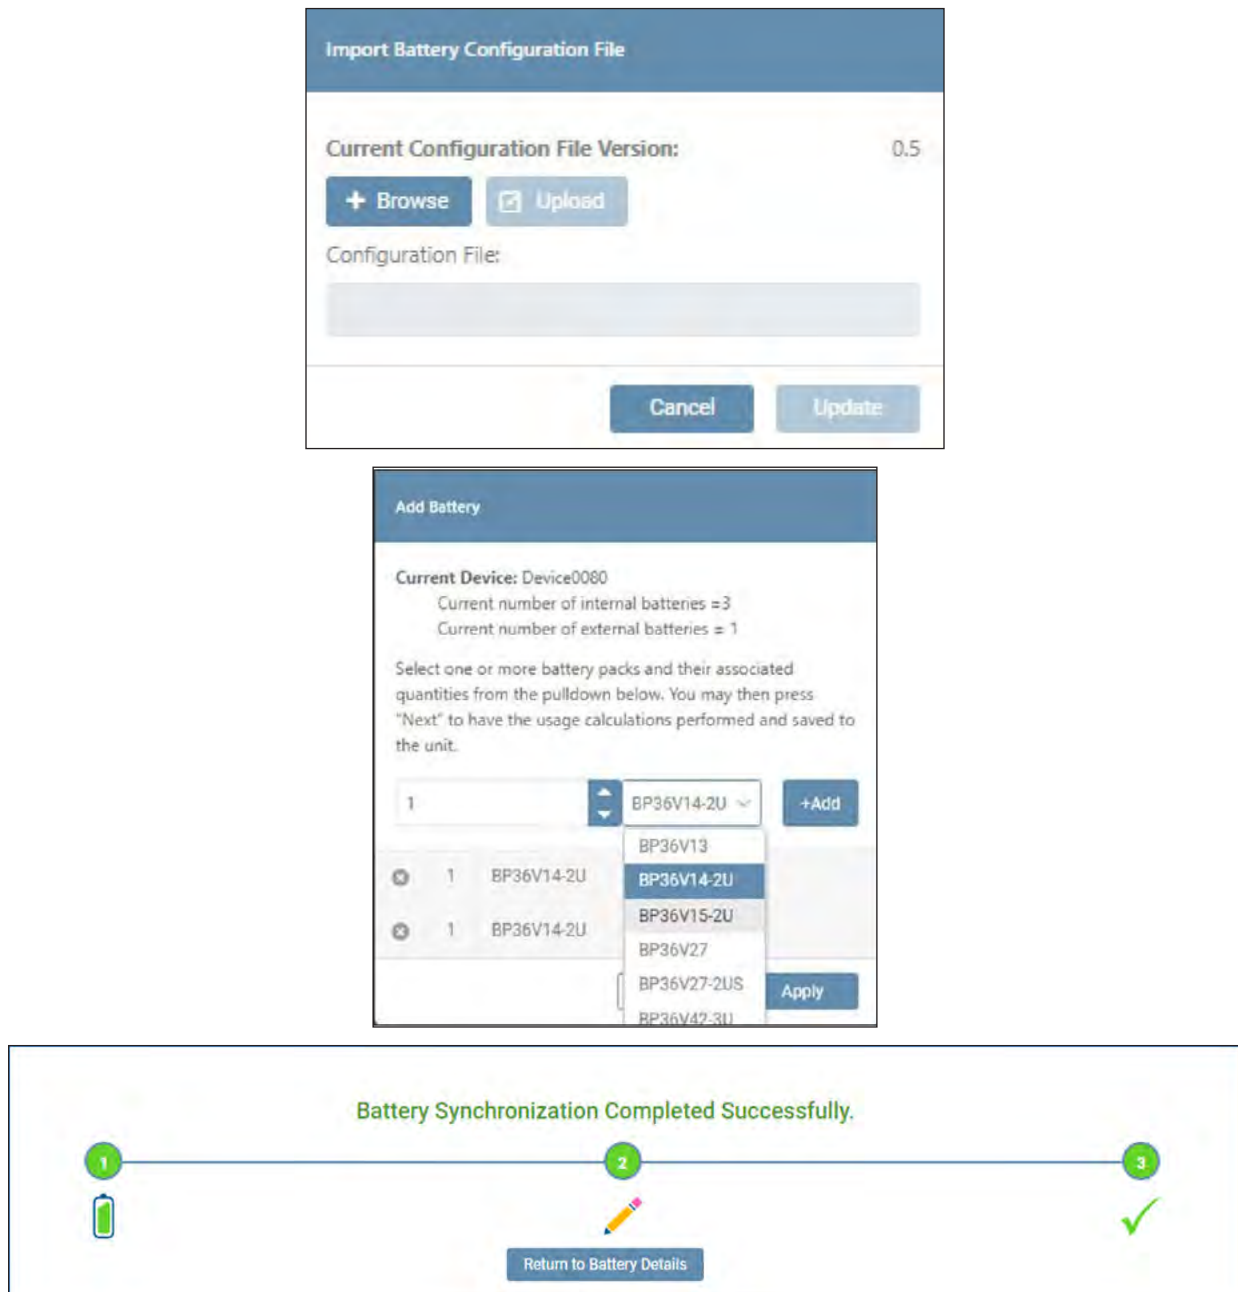 Import Battery Configuration File
Current Configuration File Version: 0.5
+ Browse Upload
Configuration File:
Cancel Update
Add Battery
Current Device: Device0080
Current number of internal batteries =3
Current number of external batteries = 1
Select one or more battery packs and their associated
quantities from the pulldown below. You may then press
"Next" to have the usage calculations performed and saved to
the unit.
1 BP36V14-2U +Add
BP36V13
1 BP36V14-2U BP36V14-2U
BP36V15-2U
1 BP36V14-2U
BP36V27
BP36V27-2US Apply
BP36V42-3U
Battery Synchronization Completed Successfully.
1 2 3
Return to Battery Details